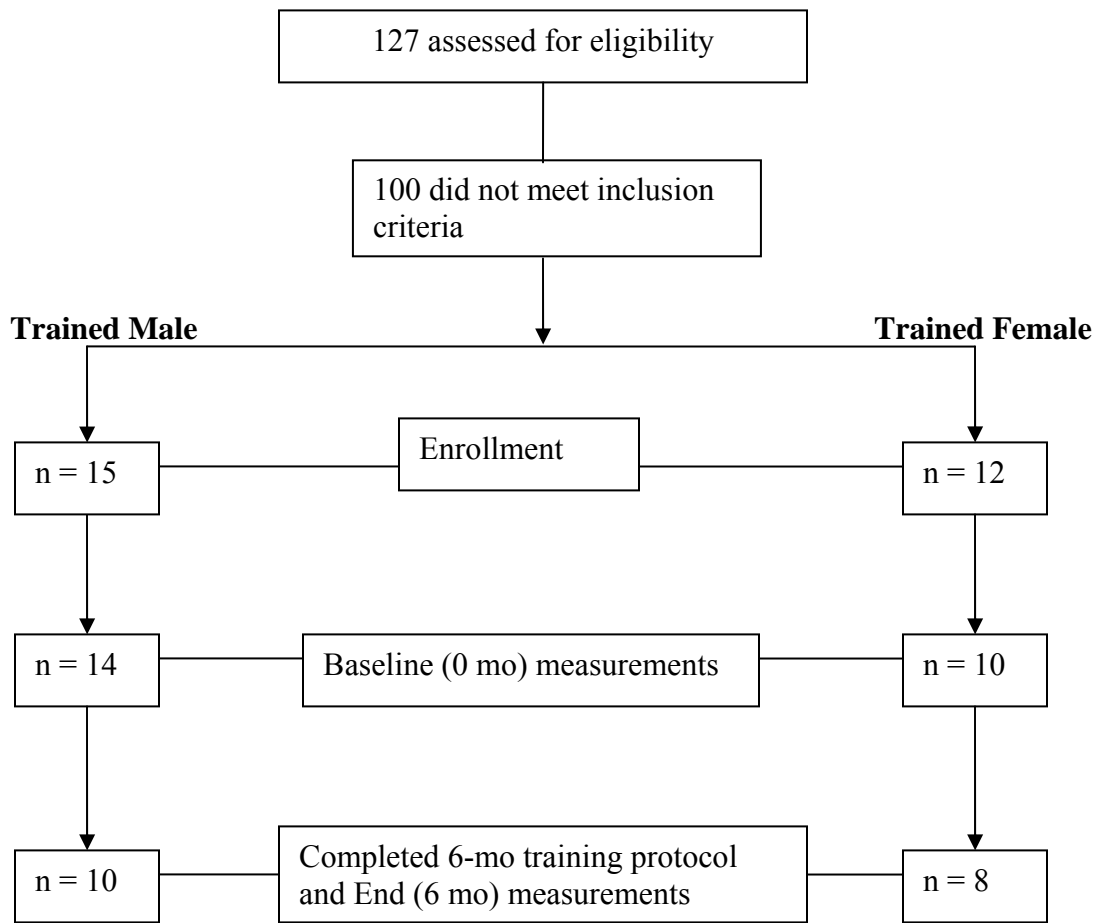 127 assessed for eligibility
100 did not meet inclusion
criteria
Trained Male
Trained Female
n = 15
Enrollment
n = 12
n = 14
Baseline (0 mo) measurements
n = 10
n = 10
Completed 6-mo training protocol
and End (6 mo) measurements
n = 8